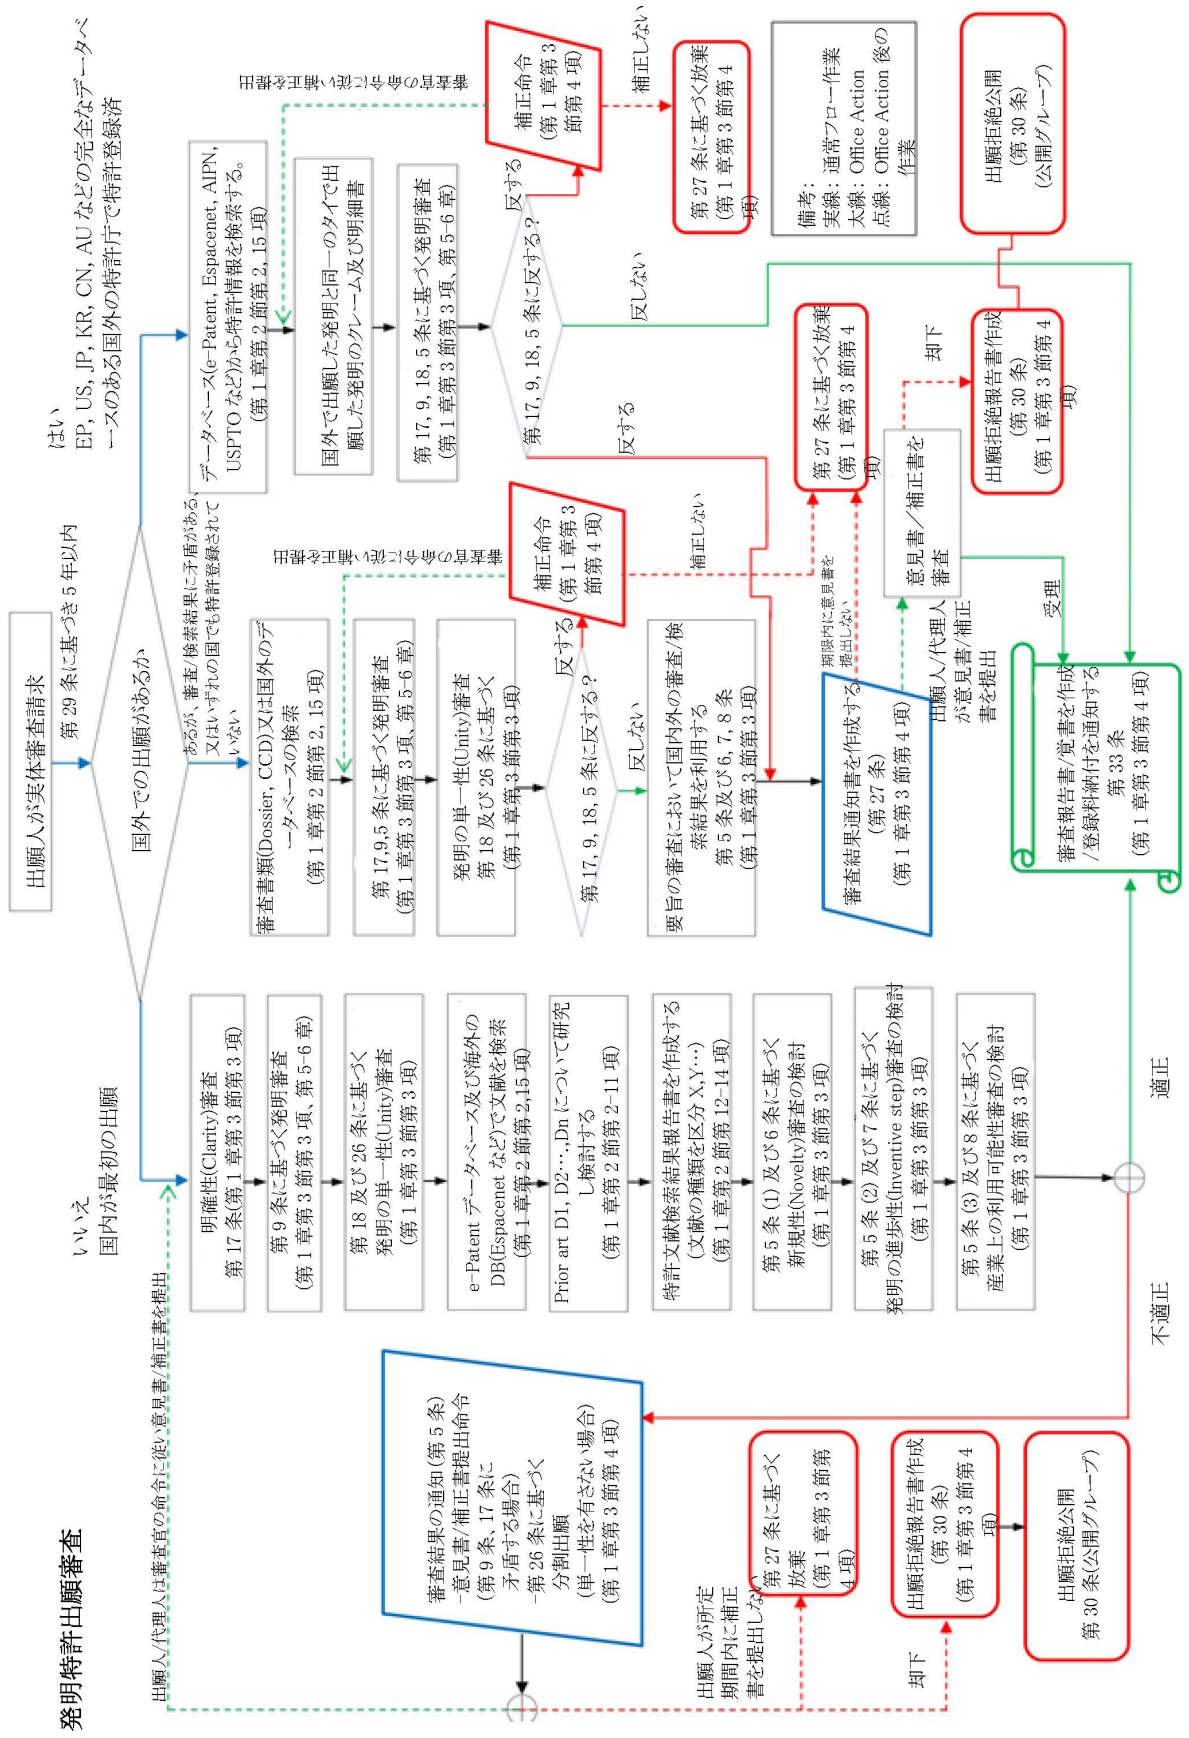 発明特許出願審査
出願人が実体審査請求
第 29 条に基づき 5 年以内
国外での出願があるか
いいえ
国内が最初の出願
はい
EP, US, JP, KR, CN, AU などの完全なデータベ
ースのある国外の特許庁で特許登録済
あるが、審査/検索結果に矛盾がある、
又はいずれの国でも特許登録されて
いない
出願人/代理人は審査官の命令に従い意見書/補正書を提出
明確性(Clarity)審査
第 17 条(第 1 章第 3 節第 3 項)
第 9 条に基づく発明審査
(第 1 章第 3 節第 3 項、第 5-6 章)
第 18 及び 26 条に基づく
発明の単一性(Unity)審査
(第 1 章第 3 節第 3 項)
e-Patent データベース及び海外の
DB(Espacenet など)で文献を検索
(第 1 章第 2 節第 2,15 項)
Prior art D1, D2…,Dn について研究
し検討する
(第 1 章第 2 節第 2-11 項)
特許文献検索結果報告書を作成する
(文献の種類を区分 X,Y…)
(第 1 章第 2 節第 12-14 項)
第 5 条 (1) 及び 6 条に基づく
新規性(Novelty)審査の検討
(第 1 章第 3 節第 3 項)
第 5 条 (2) 及び 7 条に基づく
発明の進歩性(Inventive step)審査の検討
(第 1 章第 3 節第 3 項)
第 5 条 (3) 及び 8 条に基づく
産業上の利用可能性審査の検討
(第 1 章第 3 節第 3 項)
適正
不適正
審査結果の通知 (第 5 条)
-意見書/補正書提出命令
(第 9 条、17 条に
矛盾する場合)
-第 26 条に基づく
分割出願
(単一性を有さない場合)
(第 1 章第 3 節第 4 項)
出願人が所定
期間内に補正
書を提出しない
第 27 条に基づく
放棄
(第 1 章第 3 節第
4 項)
却下
出願拒絶報告書作成
(第 30 条)
(第 1 章第 3 節第 4
項)
出願拒絶公開
第 30 条(公開グループ)
審査書類(Dossier, CCD)又は国外のデ
ータベースの検索
(第 1 章第 2 節第 2, 15 項)
第 17,9,5 条に基づく発明審査
(第 1 章第 3 節第 3 項、第 5-6 章)
発明の単一性(Unity)審査
第 18 及び 26 条に基づく
(第 1 章第 3 節第 3 項)
第 17, 9, 18, 5 条に反する？
反する
反しない
補正命令
(第 1 章第 3
節第 4 項)
審査官の命令に従い補正を提出
補正しない
要旨の審査において国内外の審査/検
索結果を利用する
第 5 条及び 6, 7, 8 条
(第 1 章第 3 節第 3 項)
審査結果通知書を作成する
(第 27 条)
(第 1 章第 3 節第 4 項)
期限内に意見書を
提出しない
第 27 条に基づく放棄
(第 1 章第 3 節第 4
項)
出願人/代理人
が意見書/補正
書を提出
意見書／補正書を
審査
却下
受理
出願拒絶報告書作成
(第 30 条)
(第 1 章第 3 節第 4
項)
出願拒絶公開
(第 30 条)
(公開グループ)
審査報告書/覚書を作成
/登録料納付を通知する
第 33 条
(第 1 章第 3 節第 4 項)
データベース(e-Patent, Espacenet, AIPN,
USPTO など)から特許情報を検索する。
(第 1 章第 2 節第 2, 15 項)
国外で出願した発明と同一のタイで出
願した発明のクレーム及び明細書
第 17, 9, 18, 5 条に基づく発明審査
(第 1 章第 3 節第 3 項、第 5-6 章)
第 17, 9, 18, 5 条に反する？
反する
反する
反しない
補正命令
(第 1 章第 3
節第 4 項)
審査官の命令に従い補正を提出
補正しない
第 27 条に基づく放棄
(第 1 章第 3 節第 4
項)
備考：
実線：通常フロー作業
太線：Office Action
点線：Office Action 後の
作業